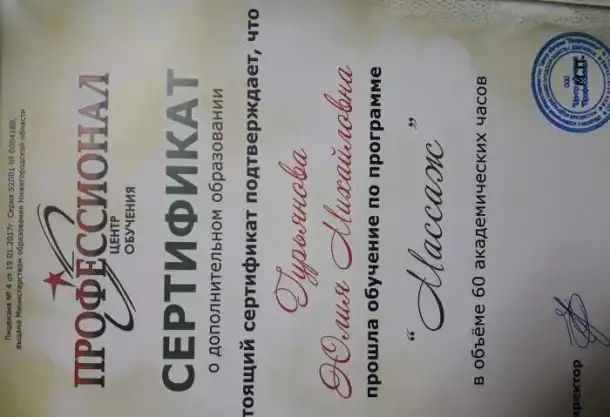 Лицензия № 4 от 19.01.2017г. Серия 52Л01 № 0004188,
выдана Министерством образования Нижегородской области
ПРОФЕССИОНАЛ
ЦЕНТР
ОБУЧЕНИЯ
СЕРТИФИКАТ
о дополнительном образовании
тоящий сертификат подтверждает, что
Гурьянова
Юлия Михайловна
прошла обучение по программе
“ Массаж ”
в объёме 60 академических часов
иректор
М.П.
ООО